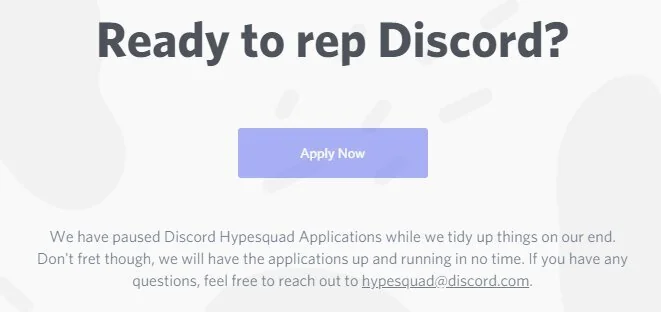 Ready to rep Discord?
Apply Now
We have paused Discord Hypesquad Applications while we tidy up things on our end.
Don't fret though, we will have the applications up and running in no time. If you have any
questions, feel free to reach out to hypesquad@discord.com.